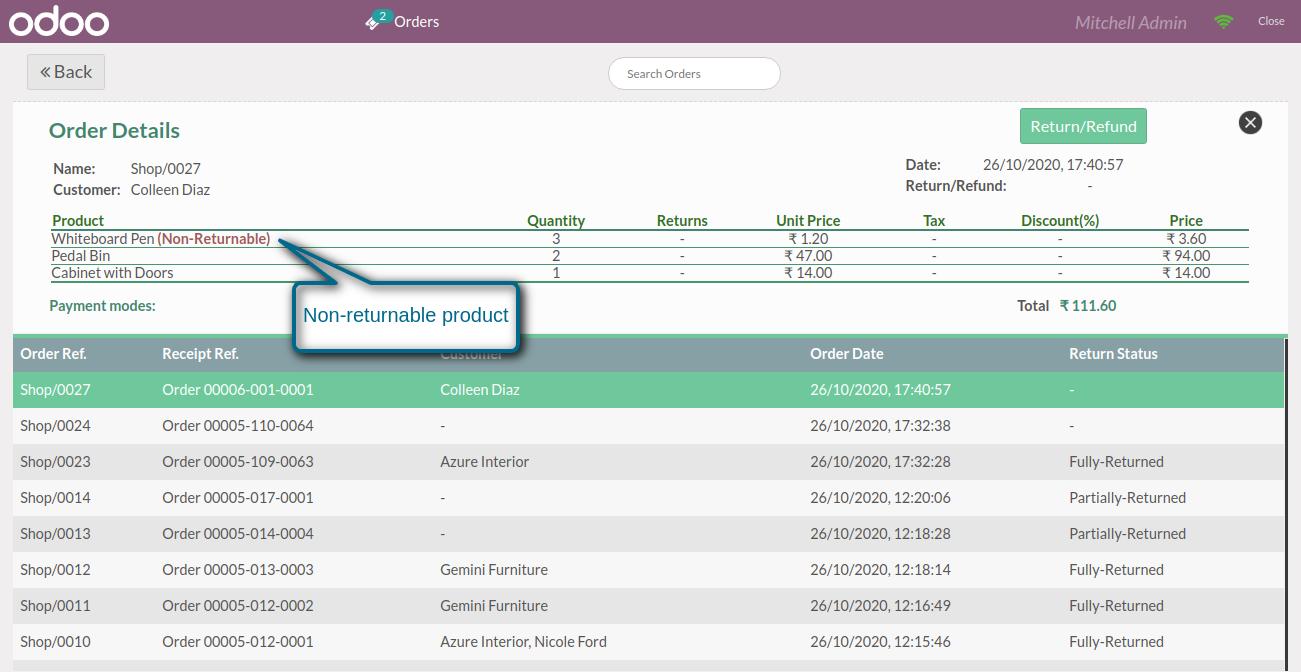 odoo 2 Orders Mitchell Admin Close
« Back Search Orders
Order Details Return/Refund
Name: Shop/0027 Date: 26/10/2020, 17:40:57
Customer: Colleen Diaz Return/Refund: -
Product Quantity Returns Unit Price Tax Discount(%) Price
Whiteboard Pen (Non-Returnable) 3 - ₹ 1.20 - - ₹ 3.60
Pedal Bin 2 - ₹ 47.00 - - ₹ 94.00
Cabinet with Doors 1 - ₹ 14.00 - - ₹ 14.00
Payment modes: Total ₹ 111.60
Non-returnable product
Order Ref. Receipt Ref. Customer Order Date Return Status
Shop/0027 Order 00006-001-0001 Colleen Diaz 26/10/2020, 17:40:57 -
Shop/0024 Order 00005-110-0064 - 26/10/2020, 17:32:38 -
Shop/0023 Order 00005-109-0063 Azure Interior 26/10/2020, 17:32:28 Fully-Returned
Shop/0014 Order 00005-017-0001 - 26/10/2020, 12:20:06 Partially-Returned
Shop/0013 Order 00005-014-0004 - 26/10/2020, 12:18:28 Partially-Returned
Shop/0012 Order 00005-013-0003 Gemini Furniture 26/10/2020, 12:18:14 Fully-Returned
Shop/0011 Order 00005-012-0002 Gemini Furniture 26/10/2020, 12:16:49 Fully-Returned
Shop/0010 Order 00005-012-0001 Azure Interior, Nicole Ford 26/10/2020, 12:15:46 Fully-Returned